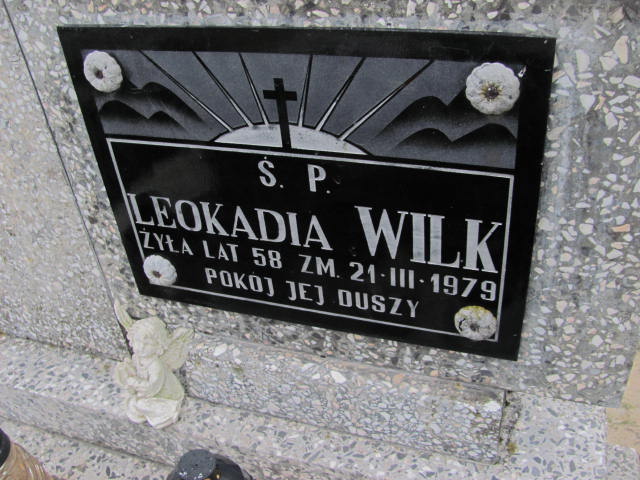 Ś. P.
LEOKADIA WILK
ŻYŁA LAT 58 ZM. 21·III·1979
POKÓJ JEJ DUSZY